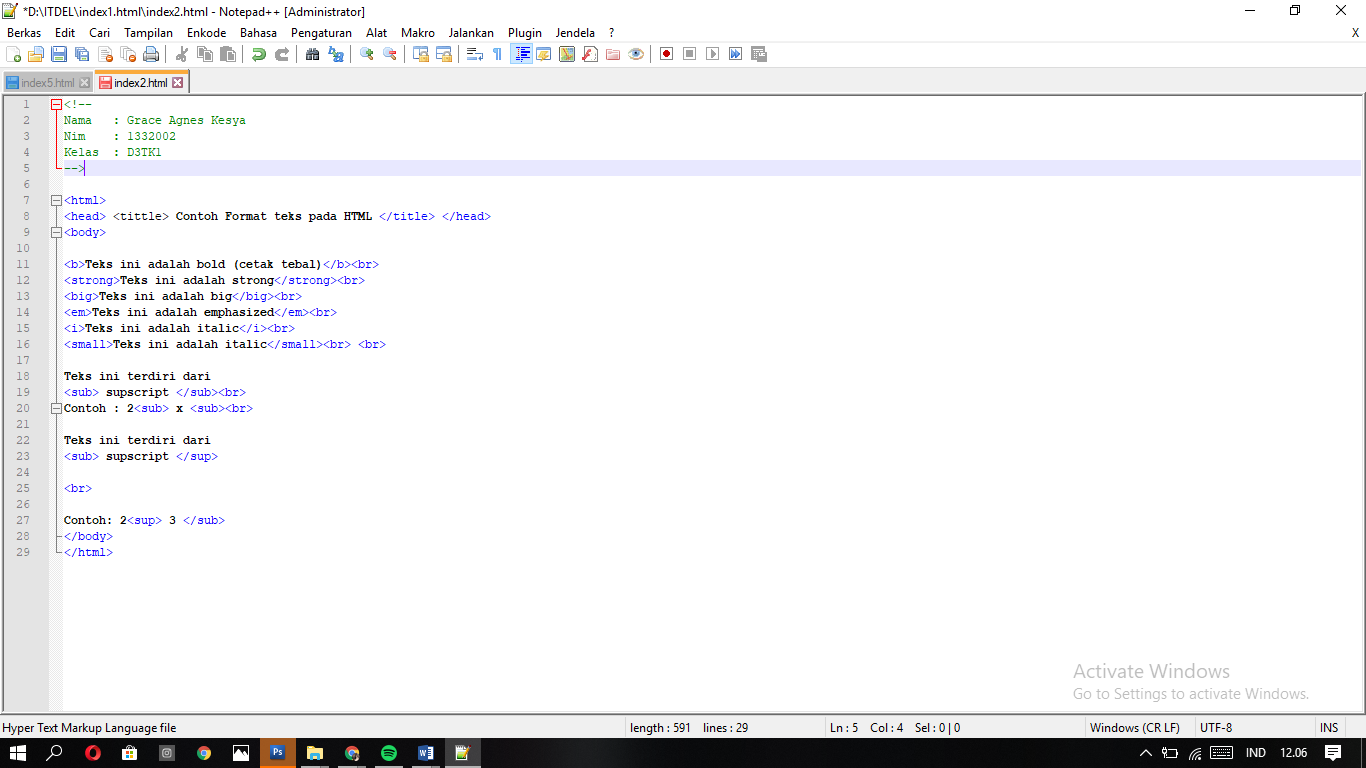 *D:\ITDEL\index1.html\index2.html - Notepad++ [Administrator]
Berkas Edit Cari Tampilan Enkode Bahasa Pengaturan Alat Makro Jalankan Plugin Jendela ? X
index5.html index2.html
1 <!--
2 Nama : Grace Agnes Kesya
3 Nim : 1332002
4 Kelas : D3TK1
5 -->
6
7 <html>
8 <head> <tittle> Contoh Format teks pada HTML </title> </head>
9 <body>
10
11 <b>Teks ini adalah bold (cetak tebal)</b><br>
12 <strong>Teks ini adalah strong</strong><br>
13 <big>Teks ini adalah big</big><br>
14 <em>Teks ini adalah emphasized</em><br>
15 <i>Teks ini adalah italic</i><br>
16 <small>Teks ini adalah italic</small><br> <br>
17
18 Teks ini terdiri dari
19 <sub> supscript </sub><br>
20 Contoh : 2<sub> x <sub><br>
21
22 Teks ini terdiri dari
23 <sub> supscript </sup>
24
25 <br>
26
27 Contoh: 2<sup> 3 </sub>
28 </body>
29 </html>
Activate Windows
Go to Settings to activate Windows.
Hyper Text Markup Language file length : 591 lines : 29 Ln : 5 Col : 4 Sel : 0 | 0 Windows (CR LF) UTF-8 INS
Ps W IND 12.06